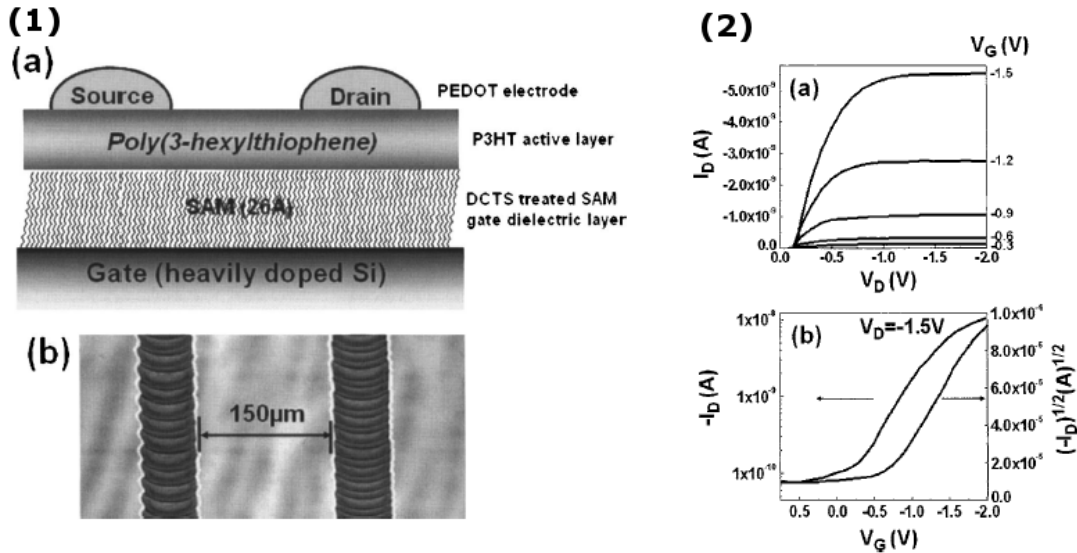 (1)
(a)
Source
Drain
PEDOT electrode
Poly(3-hexylthiophene)
P3HT active layer
SAM (26A)
DCTS treated SAM
gate dielectric layer
Gate (heavily doped Si)
(b)
150µm
(2)
V_G (V)
(a)
-1.5
-5.0x10⁻⁹
-4.0x10⁻⁹
-3.0x10⁻⁹
-1.2
-2.0x10⁻⁹
-0.9
-1.0x10⁻⁹
-0.6
-0.3
0.0
I_D (A)
0.0 -0.5 -1.0 -1.5 -2.0
V_D (V)
(b)
V_D=-1.5V
1x10⁻⁸
1x10⁻⁹
1x10⁻¹⁰
-I_D (A)
1.0x10⁻⁴
8.0x10⁻⁵
6.0x10⁻⁵
4.0x10⁻⁵
2.0x10⁻⁵
0.0
(-I_D)^1/2(A)^1/2
0.5 0.0 -0.5 -1.0 -1.5 -2.0
V_G (V)